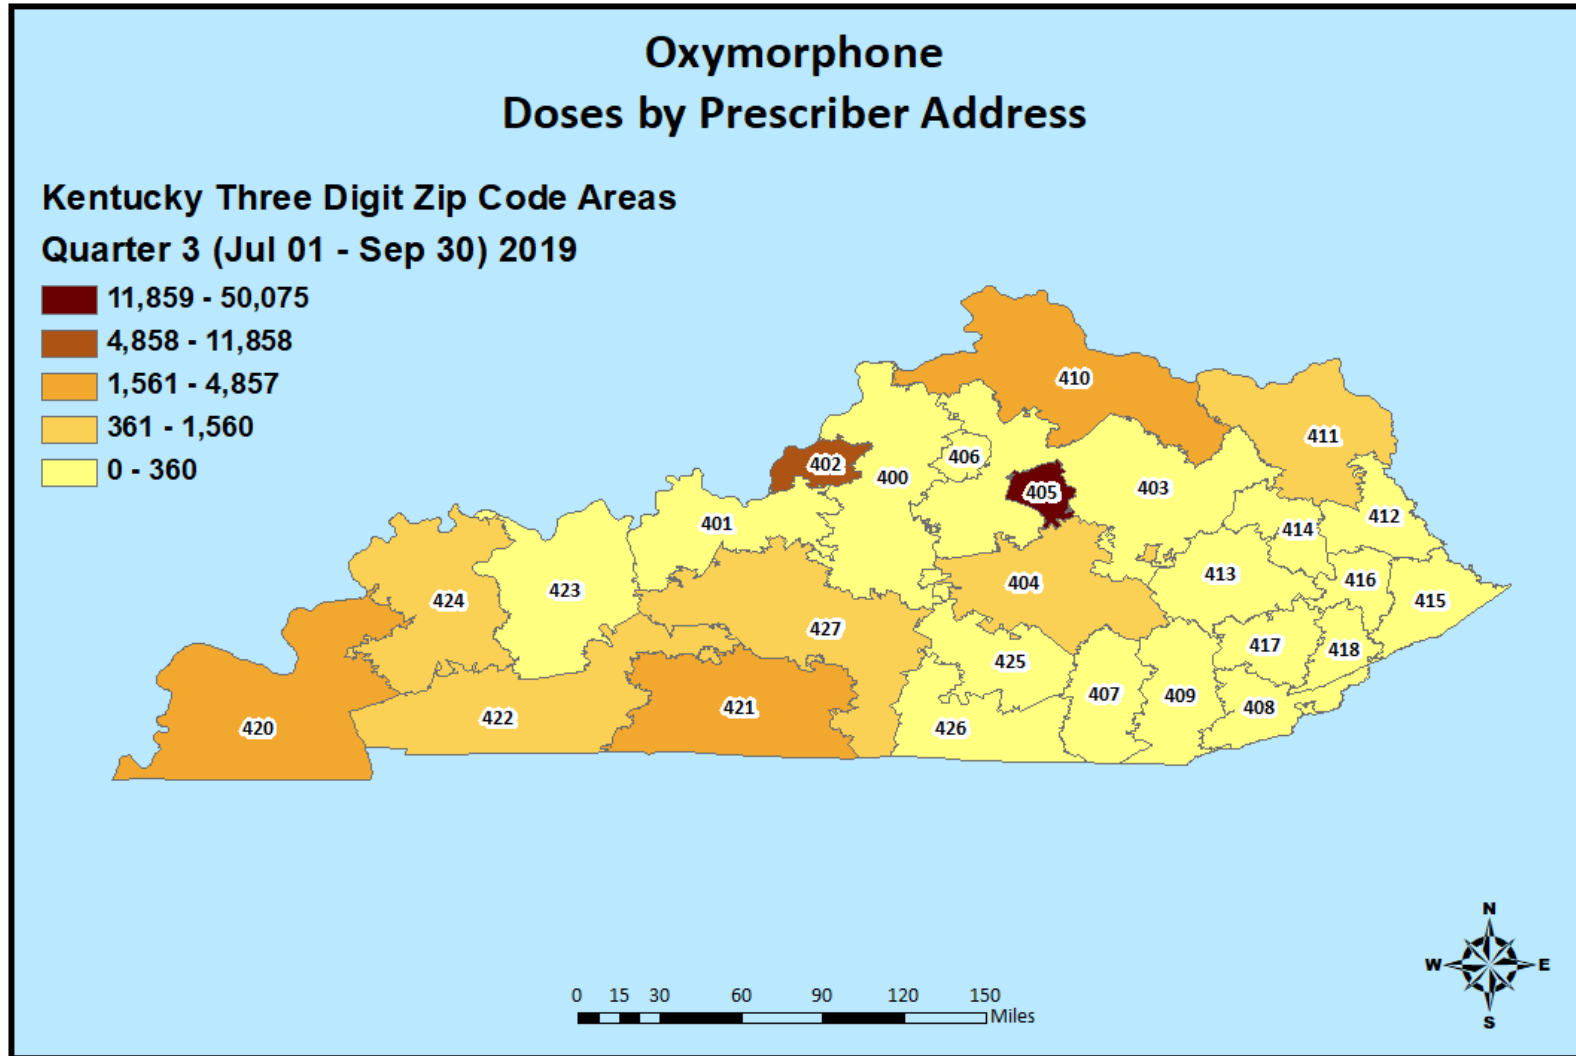 Oxymorphone
Doses by Prescriber Address
Kentucky Three Digit Zip Code Areas
Quarter 3 (Jul 01 - Sep 30) 2019
11,859 - 50,075
4,858 - 11,858
1,561 - 4,857
361 - 1,560
0 - 360
410
411
406
402
400
405
403
401
414
412
404
413
416
423
424
415
427
417
418
425
407
409
421
408
422
420
426
N
W
E
S
0 15 30 60 90 120 150
Miles